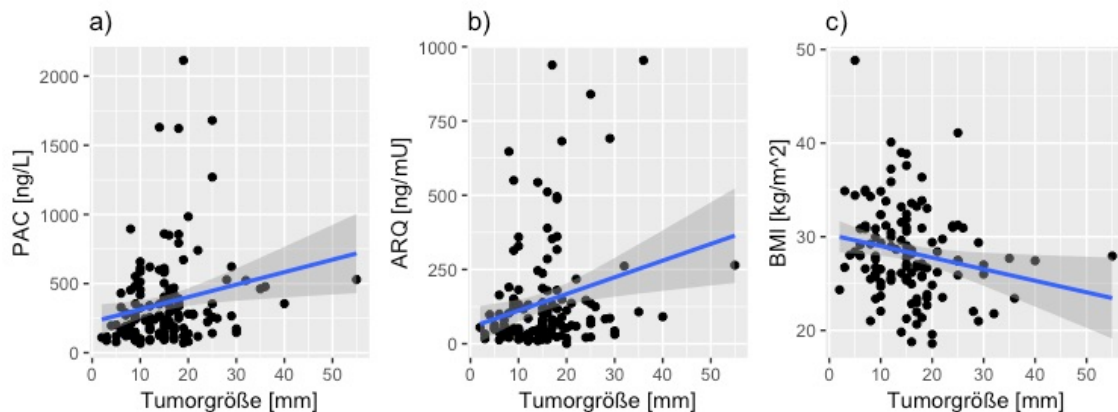 a)
PAC [ng/L]
2000
1500
1000
500
0
0 10 20 30 40 50
Tumorgröße [mm]
b)
ARQ [ng/mU]
1000
750
500
250
0
0 10 20 30 40 50
Tumorgröße [mm]
c)
BMI [kg/m^2]
50
40
30
20
0 10 20 30 40 50
Tumorgröße [mm]